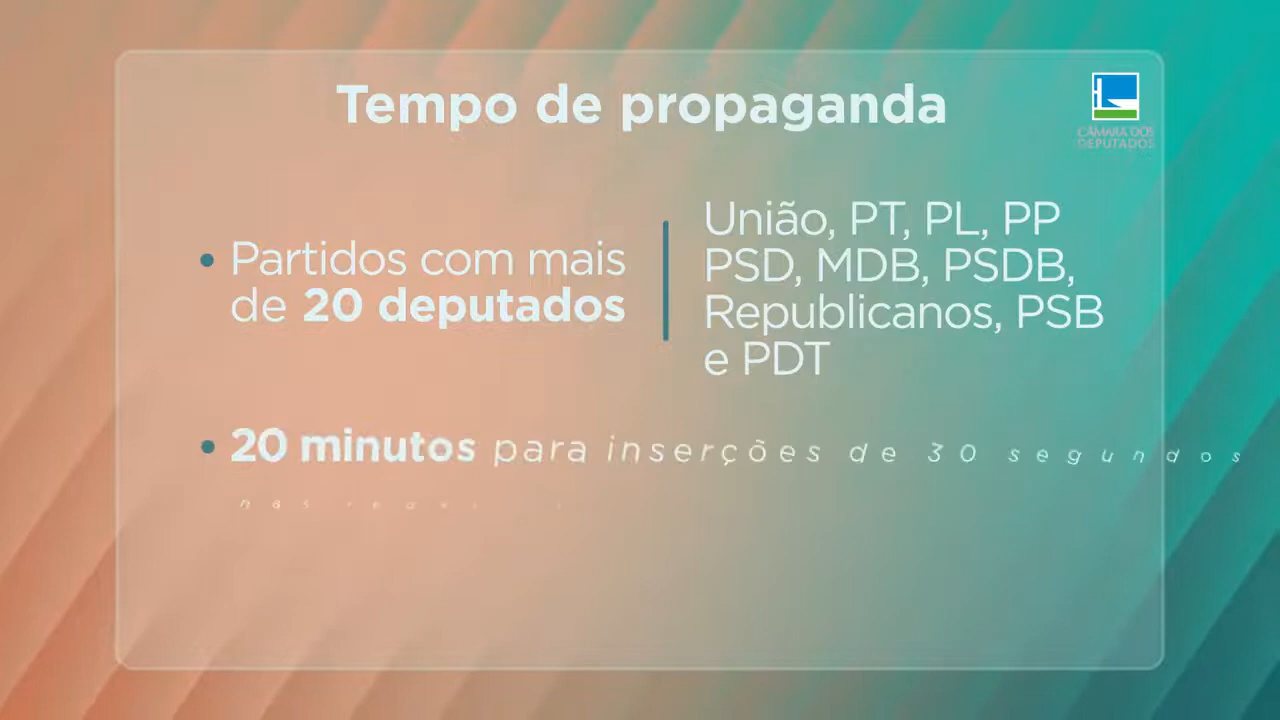 Tempo de propaganda
CÂMARA DOS
DEPUTADOS
• Partidos com mais
de 20 deputados
União, PT, PL, PP
PSD, MDB, PSDB,
Republicanos, PSB
e PDT
• 20 minutos para inserções de 30 segundos
nas